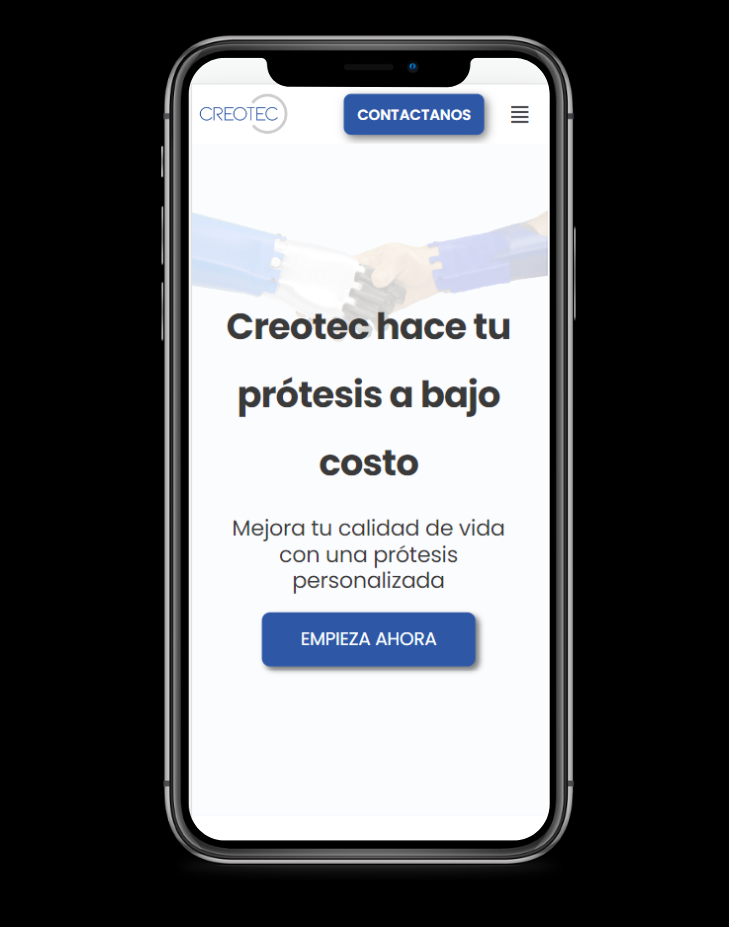 CREOTEC
CONTACTANOS
Creotec hace tu
prótesis a bajo
costo
Mejora tu calidad de vida
con una prótesis
personalizada
EMPIEZA AHORA